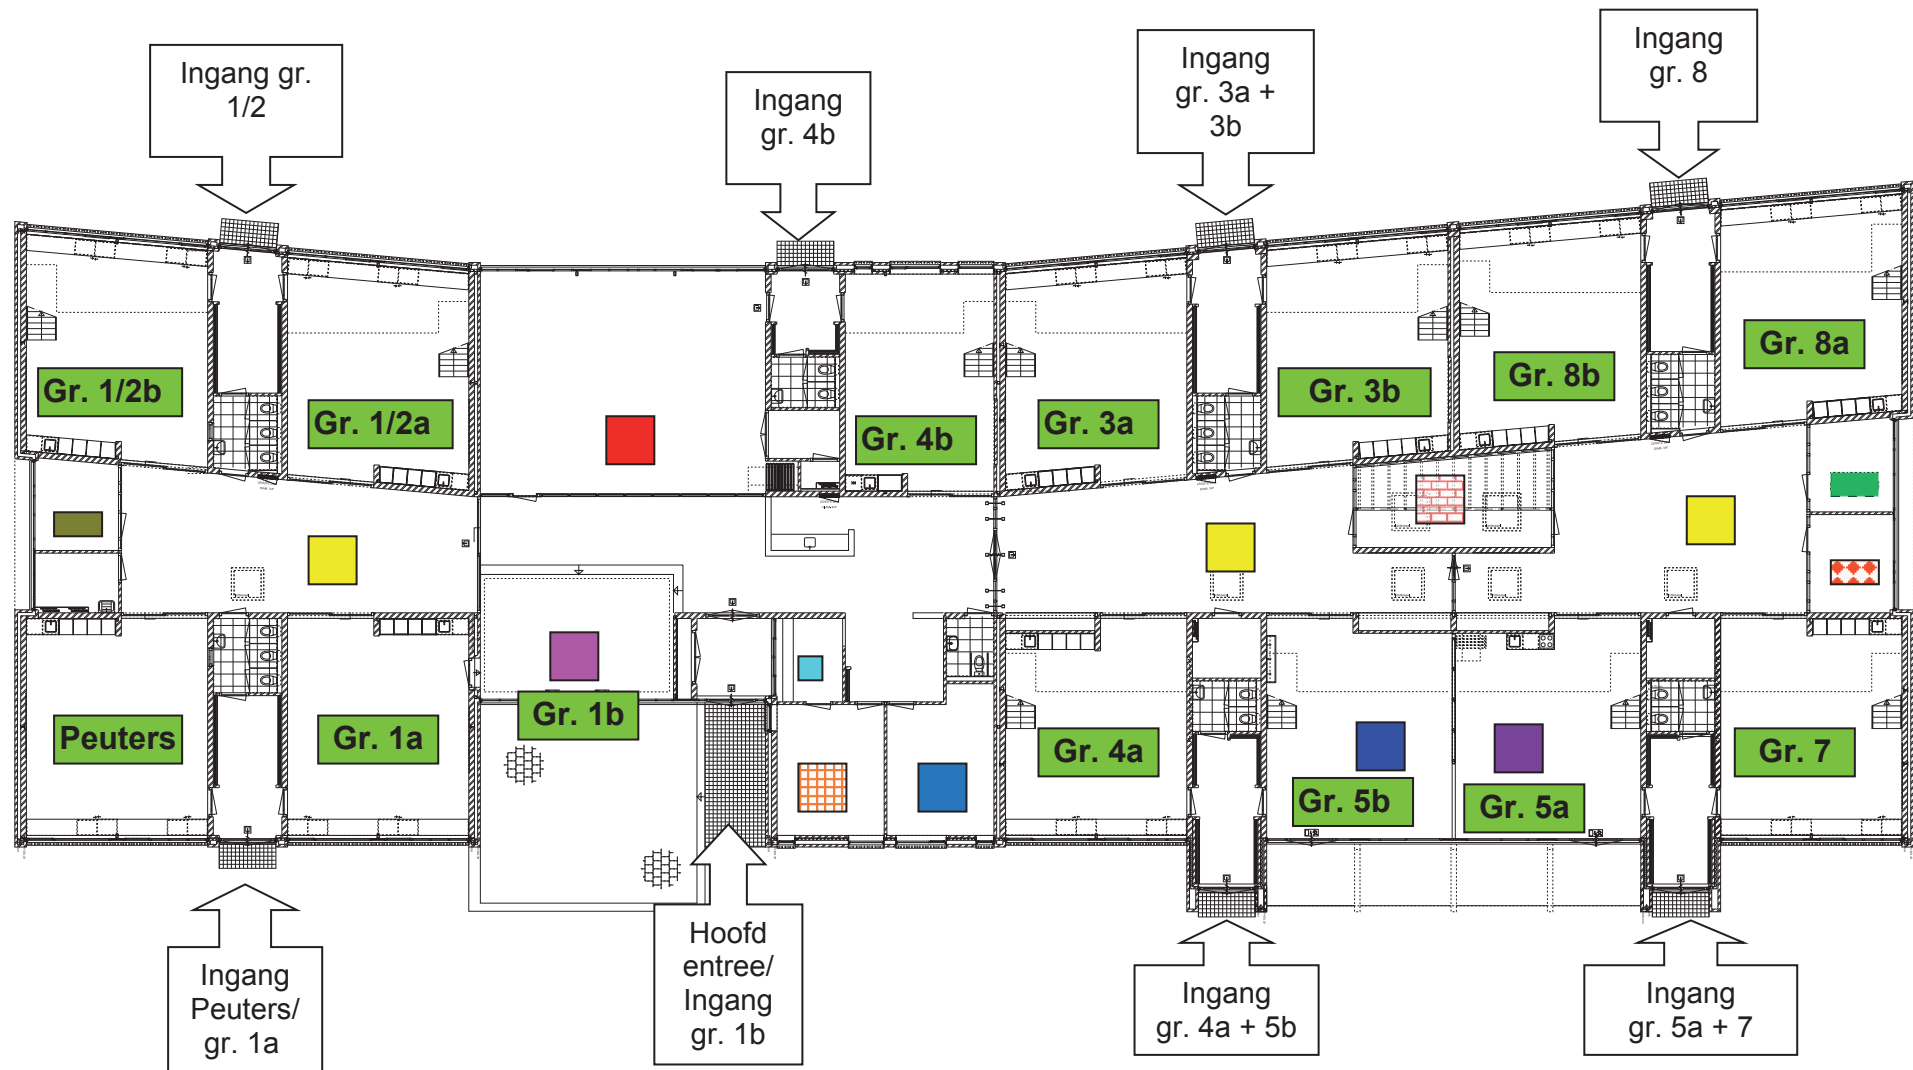 Ingang gr.
1/2
Ingang
gr. 4b
Ingang
gr. 3a +
3b
Ingang
gr. 8
Gr. 1/2b
Gr. 1/2a
Gr. 4b
Gr. 3a
Gr. 3b
Gr. 8b
Gr. 8a
Peuters
Gr. 1a
Gr. 1b
Gr. 4a
Gr. 5b
Gr. 5a
Gr. 7
Ingang
Peuters/
gr. 1a
Hoofd
entree/
Ingang
gr. 1b
Ingang
gr. 4a + 5b
Ingang
gr. 5a + 7